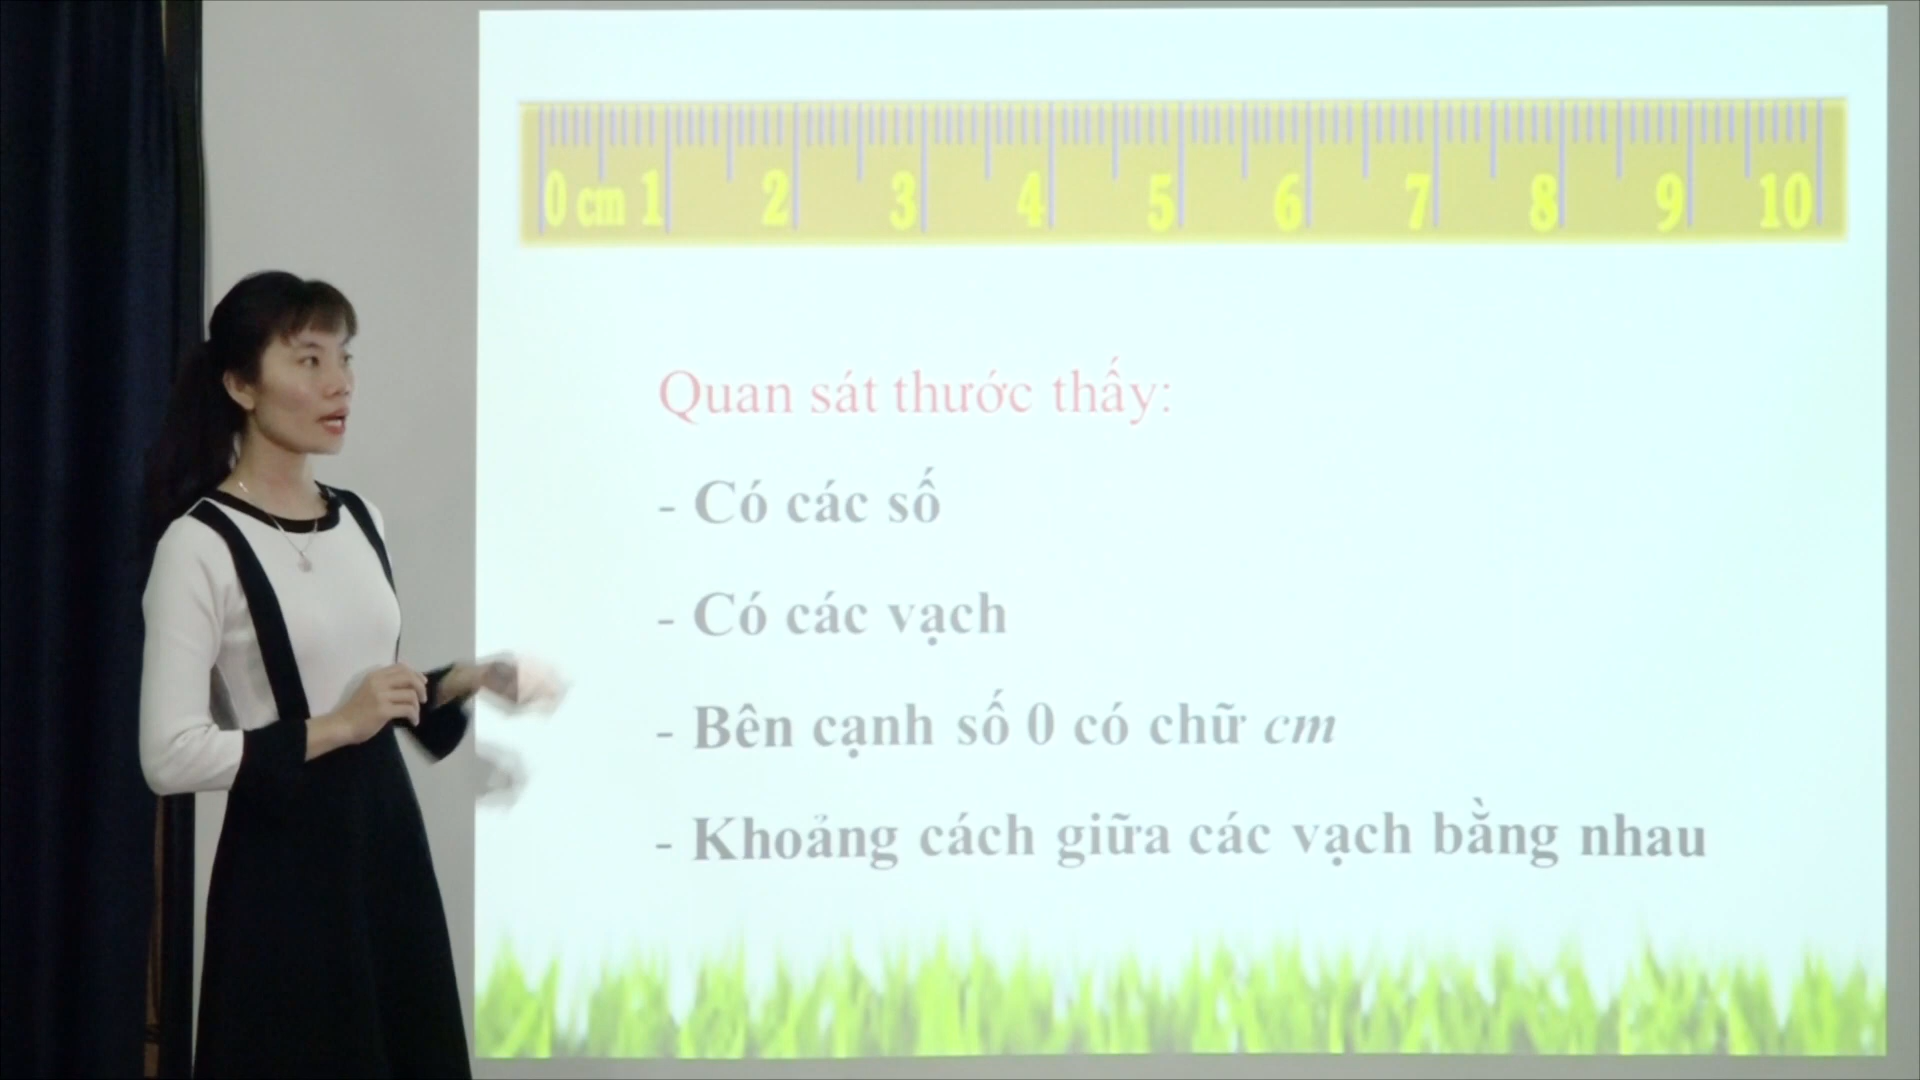 0 cm 1 2 3 4 5 6 7 8 9 10
Quan sát thước thấy:
- Có các số
- Có các vạch
- Bên cạnh số 0 có chữ cm
- Khoảng cách giữa các vạch bằng nhau